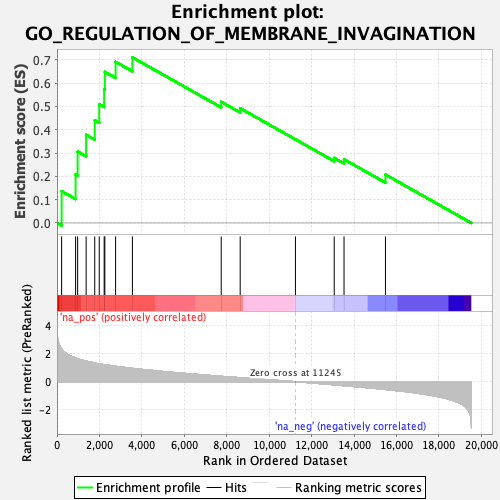 Enrichment plot:
GO_REGULATION_OF_MEMBRANE_INVAGINATION
Enrichment score (ES)
0.7
0.6
0.5
0.4
0.3
0.2
0.1
0.0
'na_pos' (positively correlated)
Ranked list metric (PreRanked)
4
2
0
-2
Zero cross at 11245
'na_neg' (negatively correlated)
0 2,000 4,000 6,000 8,000 10,000 12,000 14,000 16,000 18,000 20,000
Rank in Ordered Dataset
Enrichment profile Hits Ranking metric scores